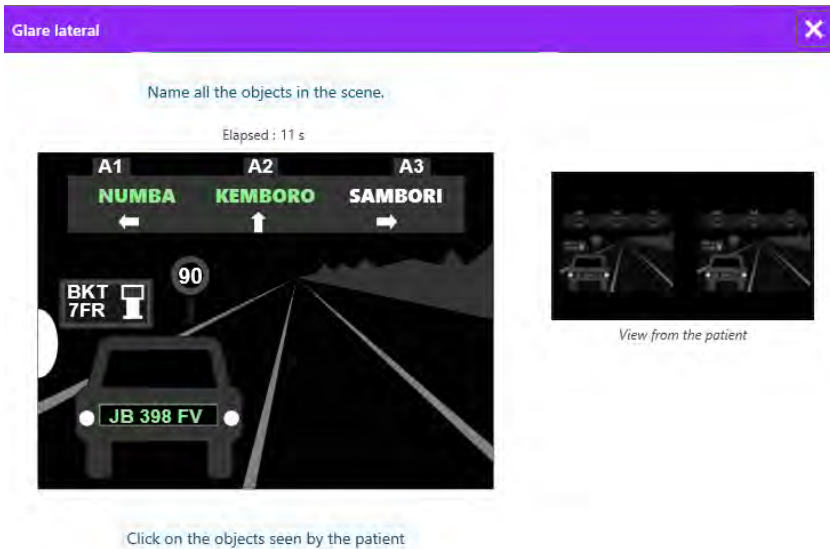 Glare lateral
Name all the objects in the scene.
Elapsed : 11 s
A1 A2 A3
NUMBA KEMBORO SAMBORI
90
BKT
7FR
JB 398 FV
View from the patient
Click on the objects seen by the patient